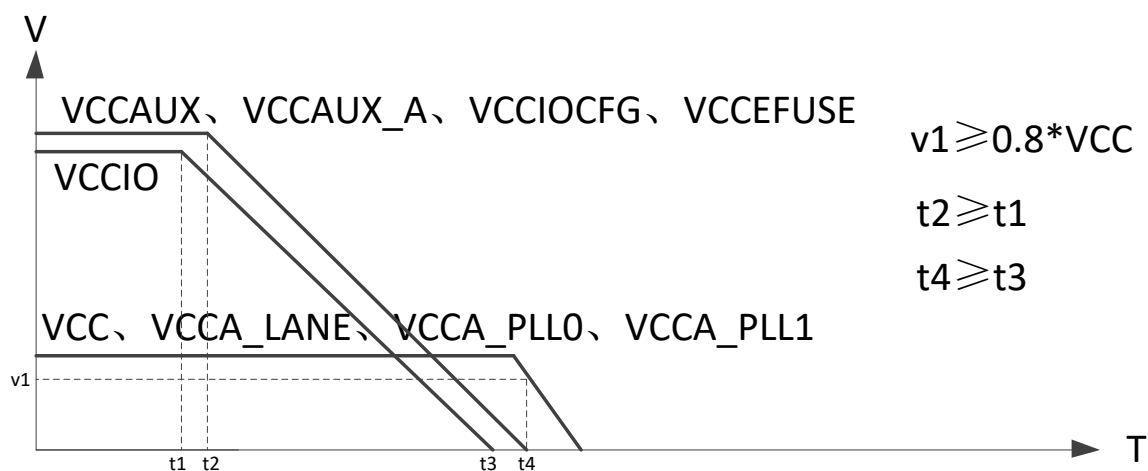 V
VCCAUX、VCCAUX_A、VCCIOCFG、VCCEFUSE
v1≥0.8*VCC
VCCIO
t2≥t1
t4≥t3
VCC、VCCA_LANE、VCCA_PLL0、VCCA_PLL1
v1
T
t1 t2 t3 t4